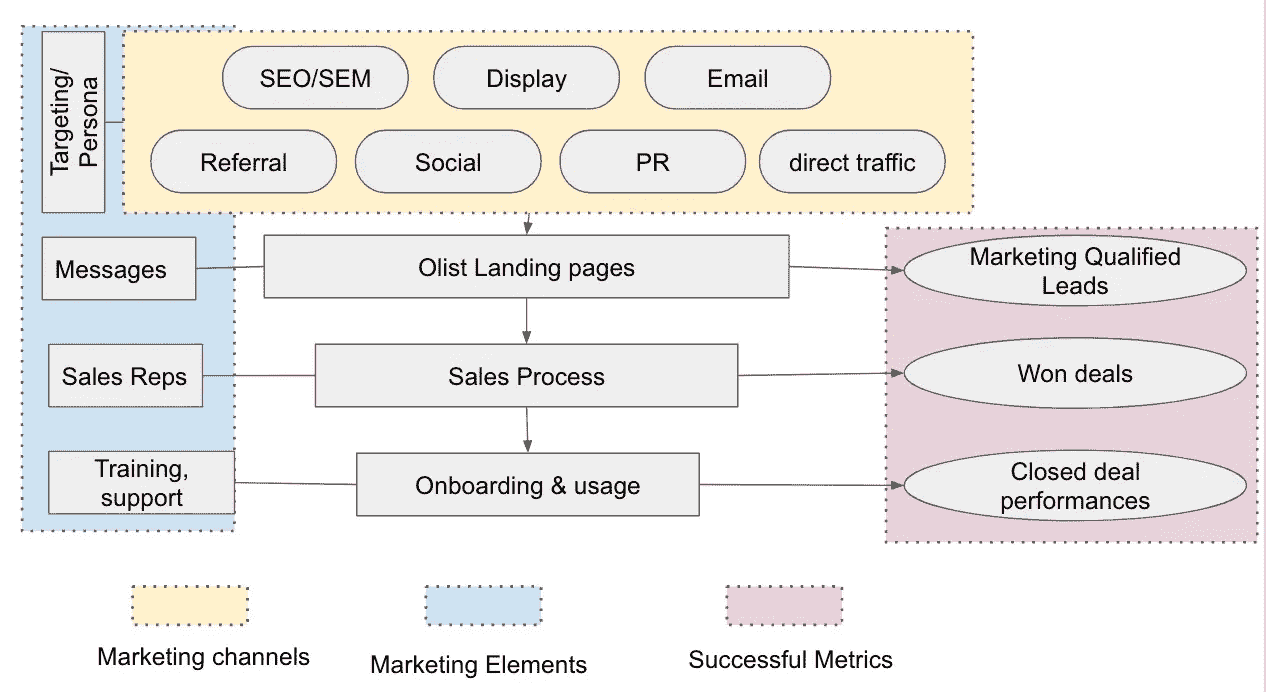 Targeting/
Persona
SEO/SEM
Display
Email
Referral
Social
PR
direct traffic
Messages
Olist Landing pages
Marketing Qualified
Leads
Sales Reps
Sales Process
Won deals
Training,
support
Onboarding & usage
Closed deal
performances
Marketing channels
Marketing Elements
Successful Metrics